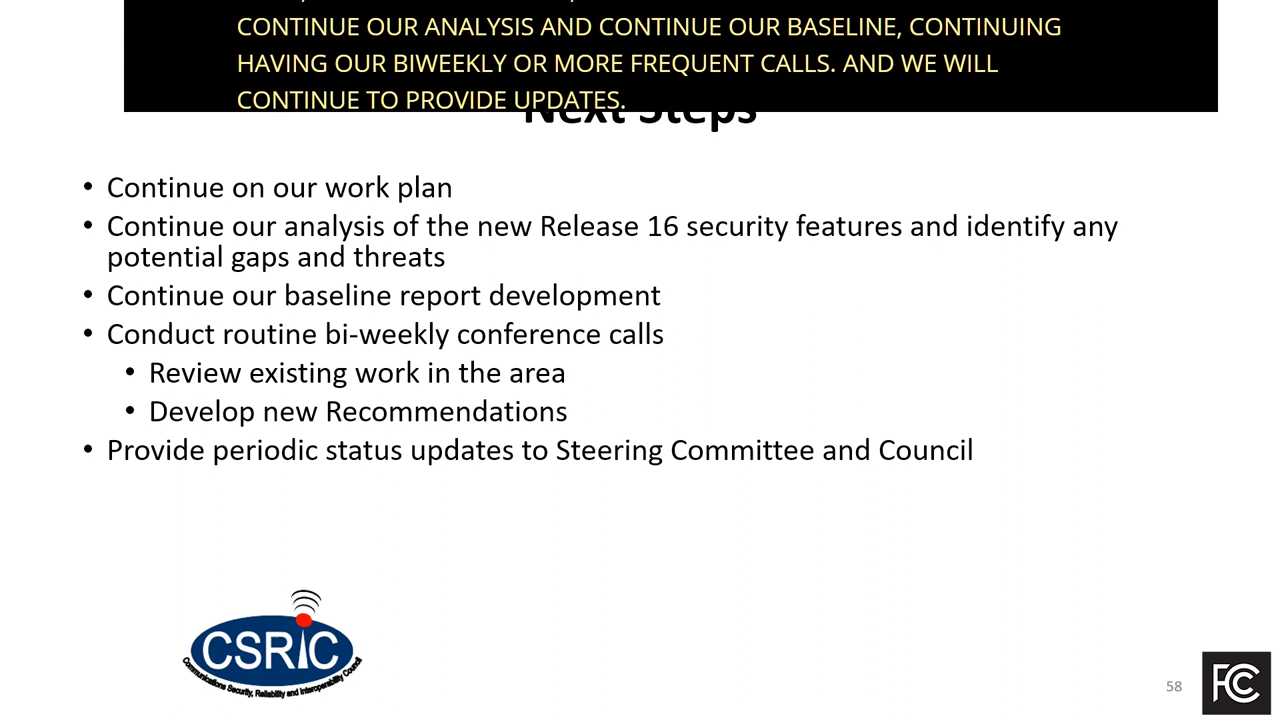 CONTINUE OUR ANALYSIS AND CONTINUE OUR BASELINE, CONTINUING
HAVING OUR BIWEEKLY OR MORE FREQUENT CALLS. AND WE WILL
CONTINUE TO PROVIDE UPDATES.
Next Steps
• Continue on our work plan
• Continue our analysis of the new Release 16 security features and identify any
potential gaps and threats
• Continue our baseline report development
• Conduct routine bi-weekly conference calls
• Review existing work in the area
• Develop new Recommendations
• Provide periodic status updates to Steering Committee and Council
CSRIC
Communications Security, Reliability and Interoperability Council
58
FCC